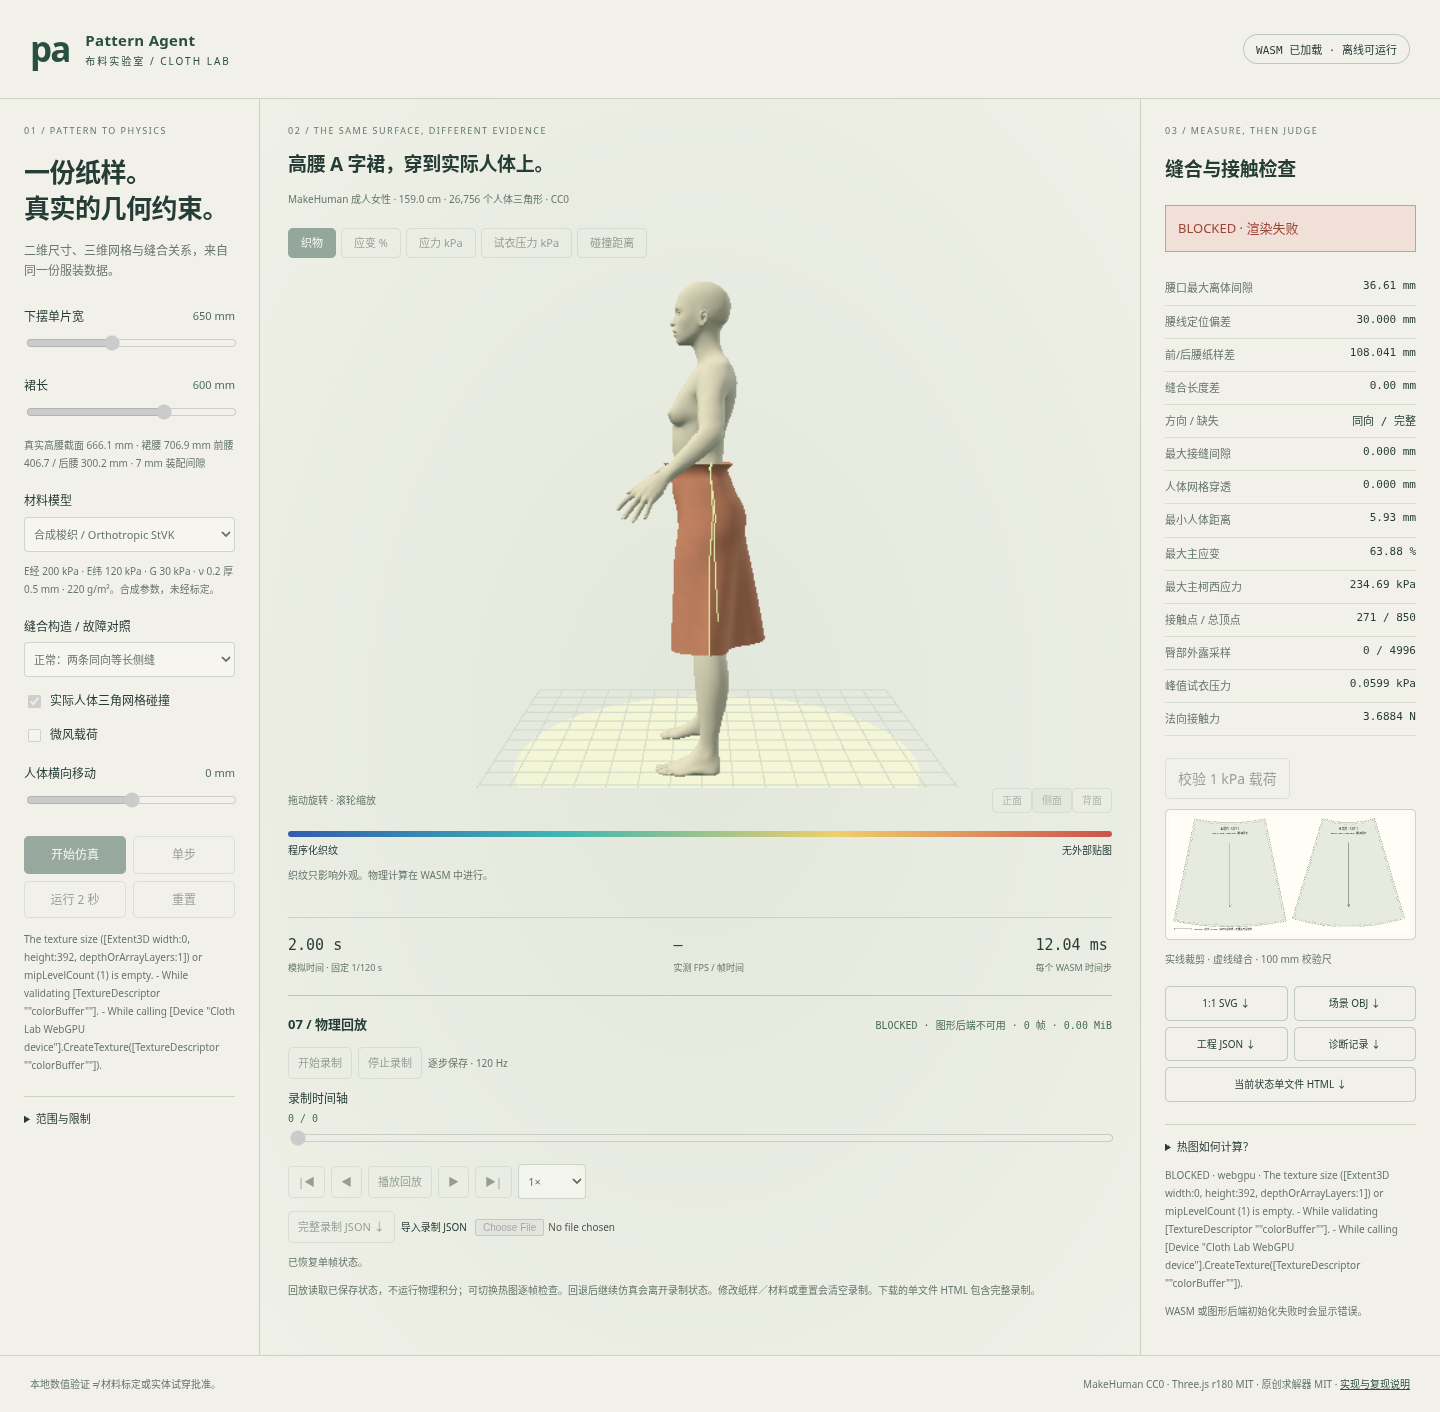 pa
Pattern Agent
布料实验室 / CLOTH LAB
WASM 已加载 · 离线可运行
01 / PATTERN TO PHYSICS
一份纸样。
真实的几何约束。
二维尺寸、三维网格与缝合关系，来自
同一份服装数据。
下摆单片宽 650 mm
裙长 600 mm
真实高腰截面 666.1 mm · 裙腰 706.9 mm 前腰
406.7 / 后腰 300.2 mm · 7 mm 装配间隙
材料模型
合成梭织 / Orthotropic StVK
E经 200 kPa · E纬 120 kPa · G 30 kPa · ν 0.2 厚
0.5 mm · 220 g/m²。合成参数，未经标定。
缝合构造 / 故障对照
正常：两条同向等长侧缝
实际人体三角网格碰撞
微风载荷
人体横向移动 0 mm
开始仿真 单步
运行 2 秒 重置
The texture size ([Extent3D width:0,
height:392, depthOrArrayLayers:1]) or
mipLevelCount (1) is empty. - While
validating [TextureDescriptor
""colorBuffer""]. - While calling [Device "Cloth
Lab WebGPU
device"].CreateTexture([TextureDescriptor
""colorBuffer""]).
▶ 范围与限制
02 / THE SAME SURFACE, DIFFERENT EVIDENCE
高腰 A 字裙，穿到实际人体上。
MakeHuman 成人女性 · 159.0 cm · 26,756 个人体三角形 · CC0
织物 应变 % 应力 kPa 试衣压力 kPa 碰撞距离
拖动旋转 · 滚轮缩放 正面 侧面 背面
程序化织纹 无外部贴图
织纹只影响外观。物理计算在 WASM 中进行。
2.00 s — 12.04 ms
模拟时间 · 固定 1/120 s 实测 FPS / 帧时间 每个 WASM 时间步
07 / 物理回放 BLOCKED · 图形后端不可用 · 0 帧 · 0.00 MiB
开始录制 停止录制 逐步保存 · 120 Hz
录制时间轴
0 / 0
|◀ ◀ 播放回放 ▶ ▶| 1×
完整录制 JSON ↓ 导入录制 JSON Choose File No file chosen
已恢复单帧状态。
回放读取已保存状态，不运行物理积分；可切换热图逐帧检查。回退后继续仿真会离开录制状态。修改纸样／材料或重置会清空录制。下载的单文件 HTML 包含完整录制。
03 / MEASURE, THEN JUDGE
缝合与接触检查
BLOCKED · 渲染失败
腰口最大离体间隙 36.61 mm
腰线定位偏差 30.000 mm
前/后腰纸样差 108.041 mm
缝合长度差 0.00 mm
方向 / 缺失 同向 / 完整
最大接缝间隙 0.000 mm
人体网格穿透 0.000 mm
最小人体距离 5.93 mm
最大主应变 63.88 %
最大主柯西应力 234.69 kPa
接触点 / 总顶点 271 / 850
臀部外露采样 0 / 4996
峰值试衣压力 0.0599 kPa
法向接触力 3.6884 N
校验 1 kPa 载荷
实线裁剪 · 虚线缝合 · 100 mm 校验尺
1:1 SVG ↓ 场景 OBJ ↓
工程 JSON ↓ 诊断记录 ↓
当前状态单文件 HTML ↓
▶ 热图如何计算？
BLOCKED · webgpu · The texture size ([Extent3D
width:0, height:392, depthOrArrayLayers:1]) or
mipLevelCount (1) is empty. - While validating
[TextureDescriptor ""colorBuffer""]. - While calling
[Device "Cloth Lab WebGPU
device"].CreateTexture([TextureDescriptor
""colorBuffer""]).
WASM 或图形后端初始化失败时会显示错误。
本地数值验证 ≠ 材料标定或实体试穿批准。
MakeHuman CC0 · Three.js r180 MIT · 原创求解器 MIT · 实现与复现说明